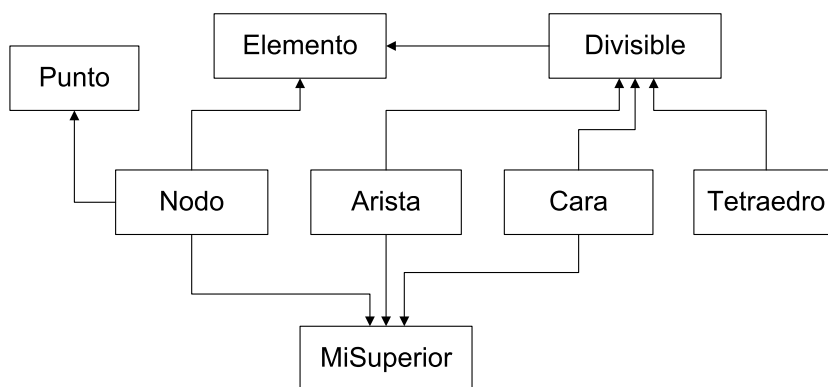 Elemento
Divisible
Punto
Nodo
Arista
Cara
Tetraedro
MiSuperior